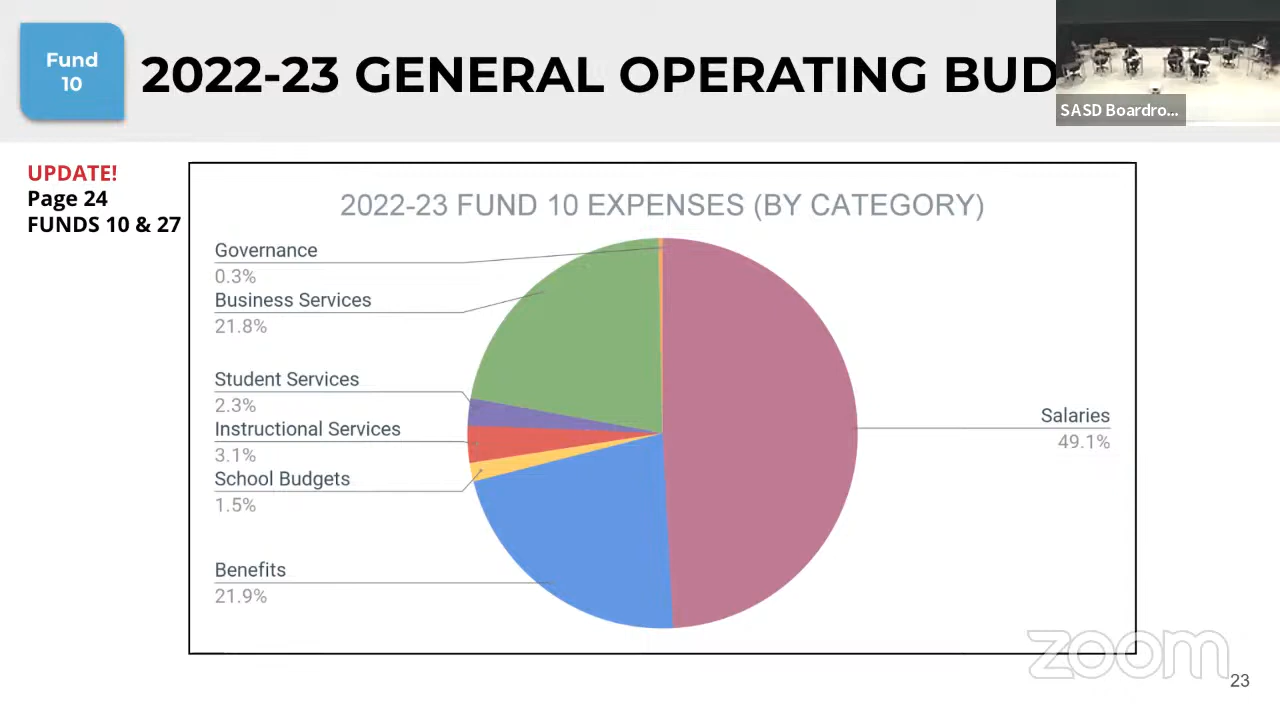 Fund
10
2022-23 GENERAL OPERATING BUD
SASD Boardro...
UPDATE!
Page 24
FUNDS 10 & 27
2022-23 FUND 10 EXPENSES (BY CATEGORY)
Governance
0.3%
Business Services
21.8%
Student Services
2.3%
Instructional Services
3.1%
School Budgets
1.5%
Benefits
21.9%
Salaries
49.1%
zoom
23